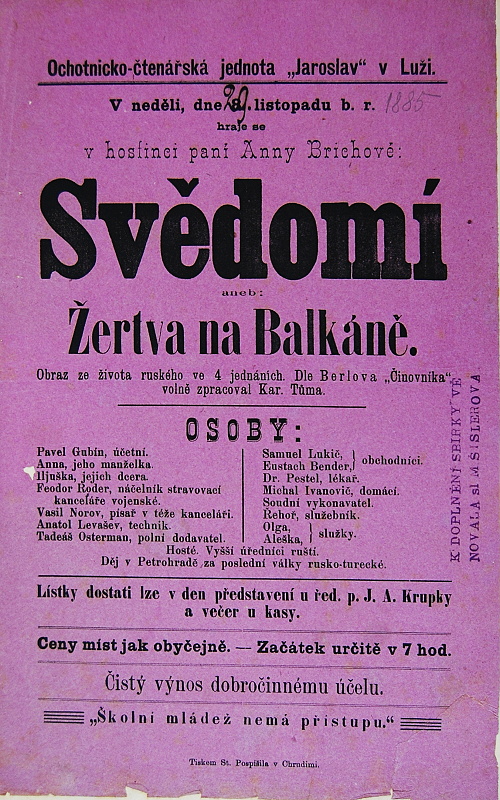 Ochotnicko-čtenářská jednota „Jaroslav“ v Luži.
V neděli, dne 29. listopadu b. r. 1885
hraje se
v hostinci paní Anny Brichové:
Svědomí
aneb:
Žertva na Balkáně.
Obraz ze života ruského ve 4 jednáních. Dle Berlova „Činovníka“
volně zpracoval Kar. Tůma.
OSOBY:
Pavel Gubín, účetní.
Anna, jeho manželka.
Iljuška, jejich dcera.
Feodor Roder, náčelník stravovací
kanceláře vojenské.
Vasil Norov, písař v téže kanceláři.
Anatol Levašev, technik.
Tadeáš Osterman, polní dodavatel.
Samuel Lukič,
Eustach Bender, } obchodníci.
Dr. Pestel, lékař.
Michal Ivanovič, domácí.
Soudní vykonavatel.
Řehoř, služebník.
Olga,
Aleška, } služky.
Hosté. Vyšší úředníci ruští.
Děj v Petrohradě za poslední války rusko-turecké.
Lístky dostati lze v den představení u řed. p. J. A. Krupky
a večer u kasy.
Ceny míst jak obyčejně. — Začátek určitě v 7 hod.
Čistý výnos dobročinnému účelu.
„Školní mládež nemá přístupu.“
Tiskem St. Pospíšila v Chrudimi.
K DOPLNĚNÍ SBÍRKY VĚ
NOVALA sl M ŠISLEROVÁ